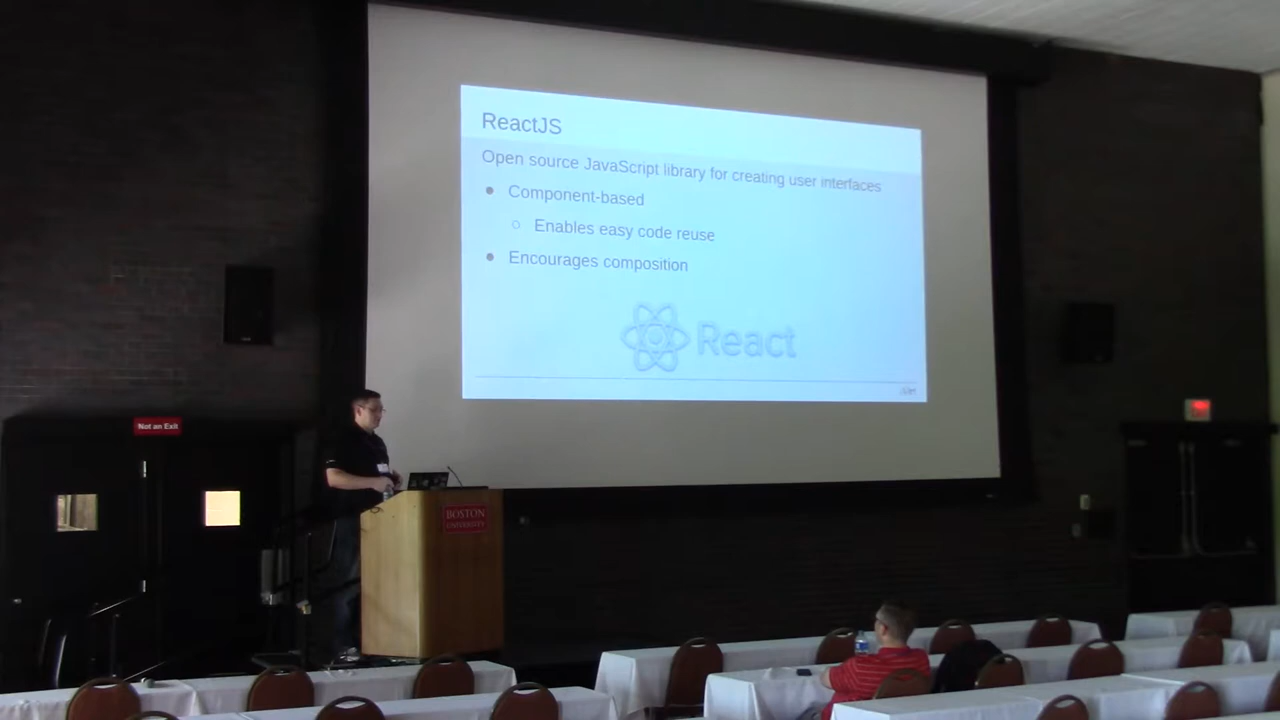 ReactJS
Open source JavaScript library for creating user interfaces
Component-based
Enables easy code reuse
Encourages composition
React
Not an Exit
BOSTON
UNIVERSITY